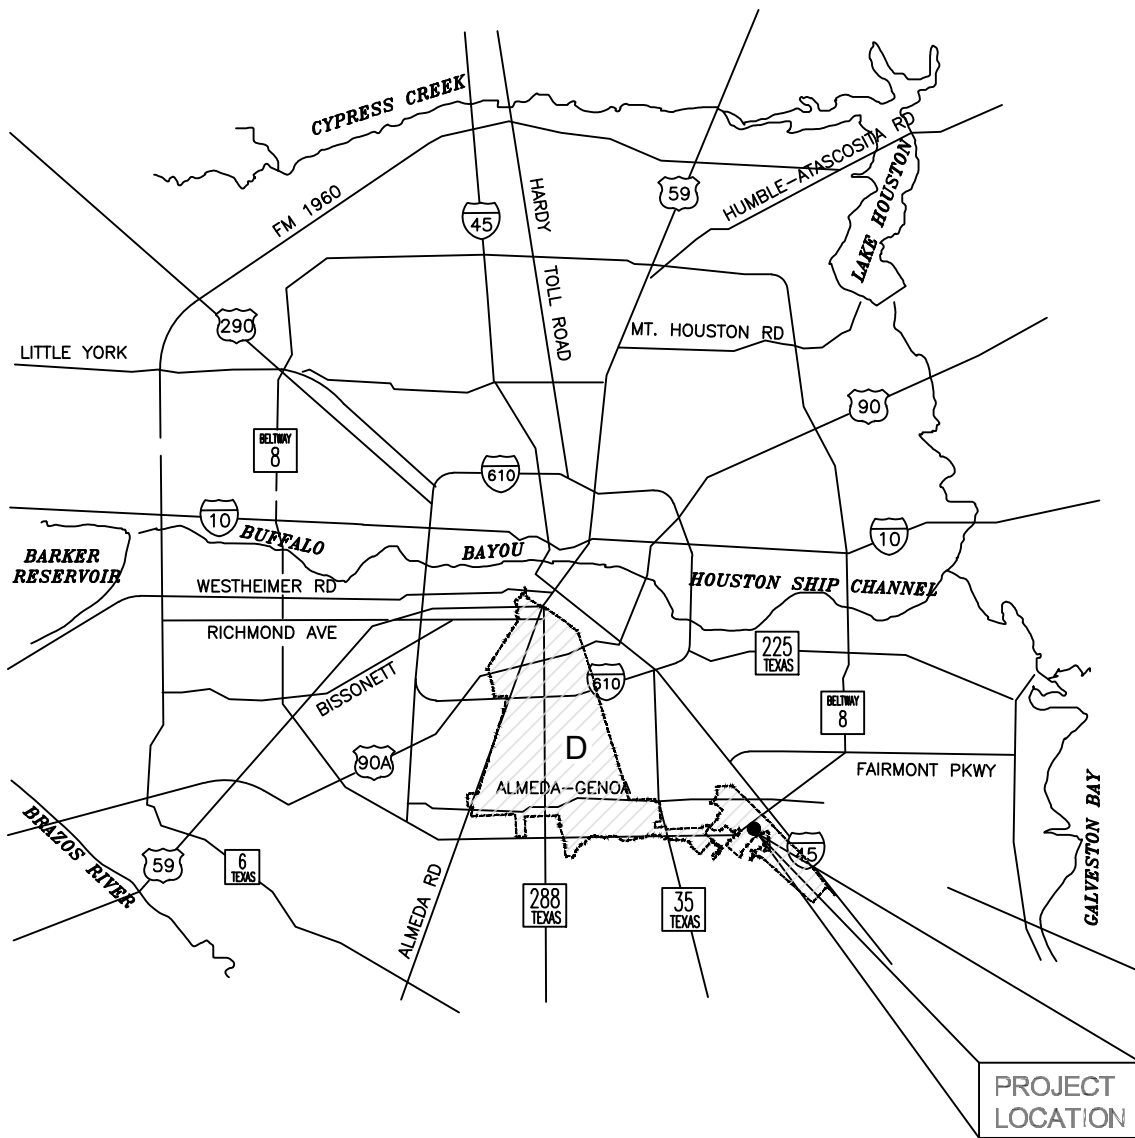 CYPRESS CREEK
FM 1960
45
HARDY
TOLL ROAD
59
HUMBLE-ATASCOSITA RD
LAKE HOUSTON
290
MT. HOUSTON RD
LITTLE YORK
90
BELTWAY
8
610
10
BUFFALO
BAYOU
10
BARKER
RESERVOIR
WESTHEIMER RD
HOUSTON SHIP CHANNEL
RICHMOND AVE
225
TEXAS
BISSONETT
610
BELTWAY
8
D
90A
FAIRMONT PKWY
ALMEDA-GENOA
GALVESTON BAY
BRAZOS RIVER
59
6
TEXAS
45
ALMEDA RD
288
TEXAS
35
TEXAS
PROJECT
LOCATION